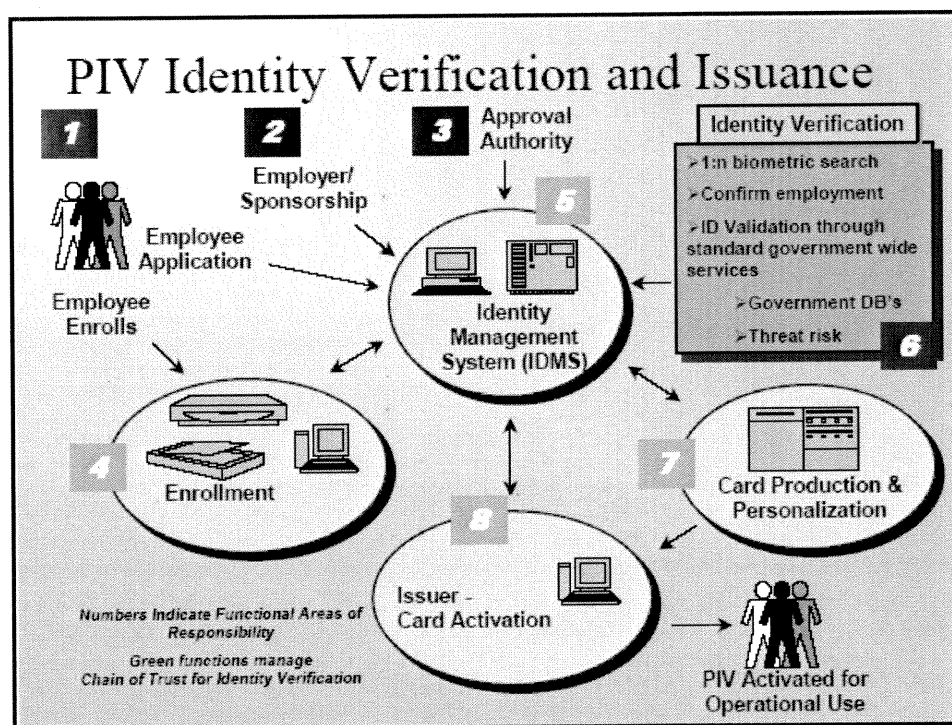 PIV Identity Verification and Issuance
1
2
3
Approval
Authority
Employer/
Sponsorship
Employee
Application
Employee
Enrolls
Identity Verification
➢1:n biometric search
➢Confirm employment
➢ID Validation through
standard government wide
services
➢Government DB's
➢Threat risk
6
5
Identity
Management
System (IDMS)
4
Enrollment
7
Card Production &
Personalization
8
Issuer -
Card Activation
Numbers Indicate Functional Areas of
Responsibility
Green functions manage
Chain of Trust for Identity Verification
PIV Activated for
Operational Use